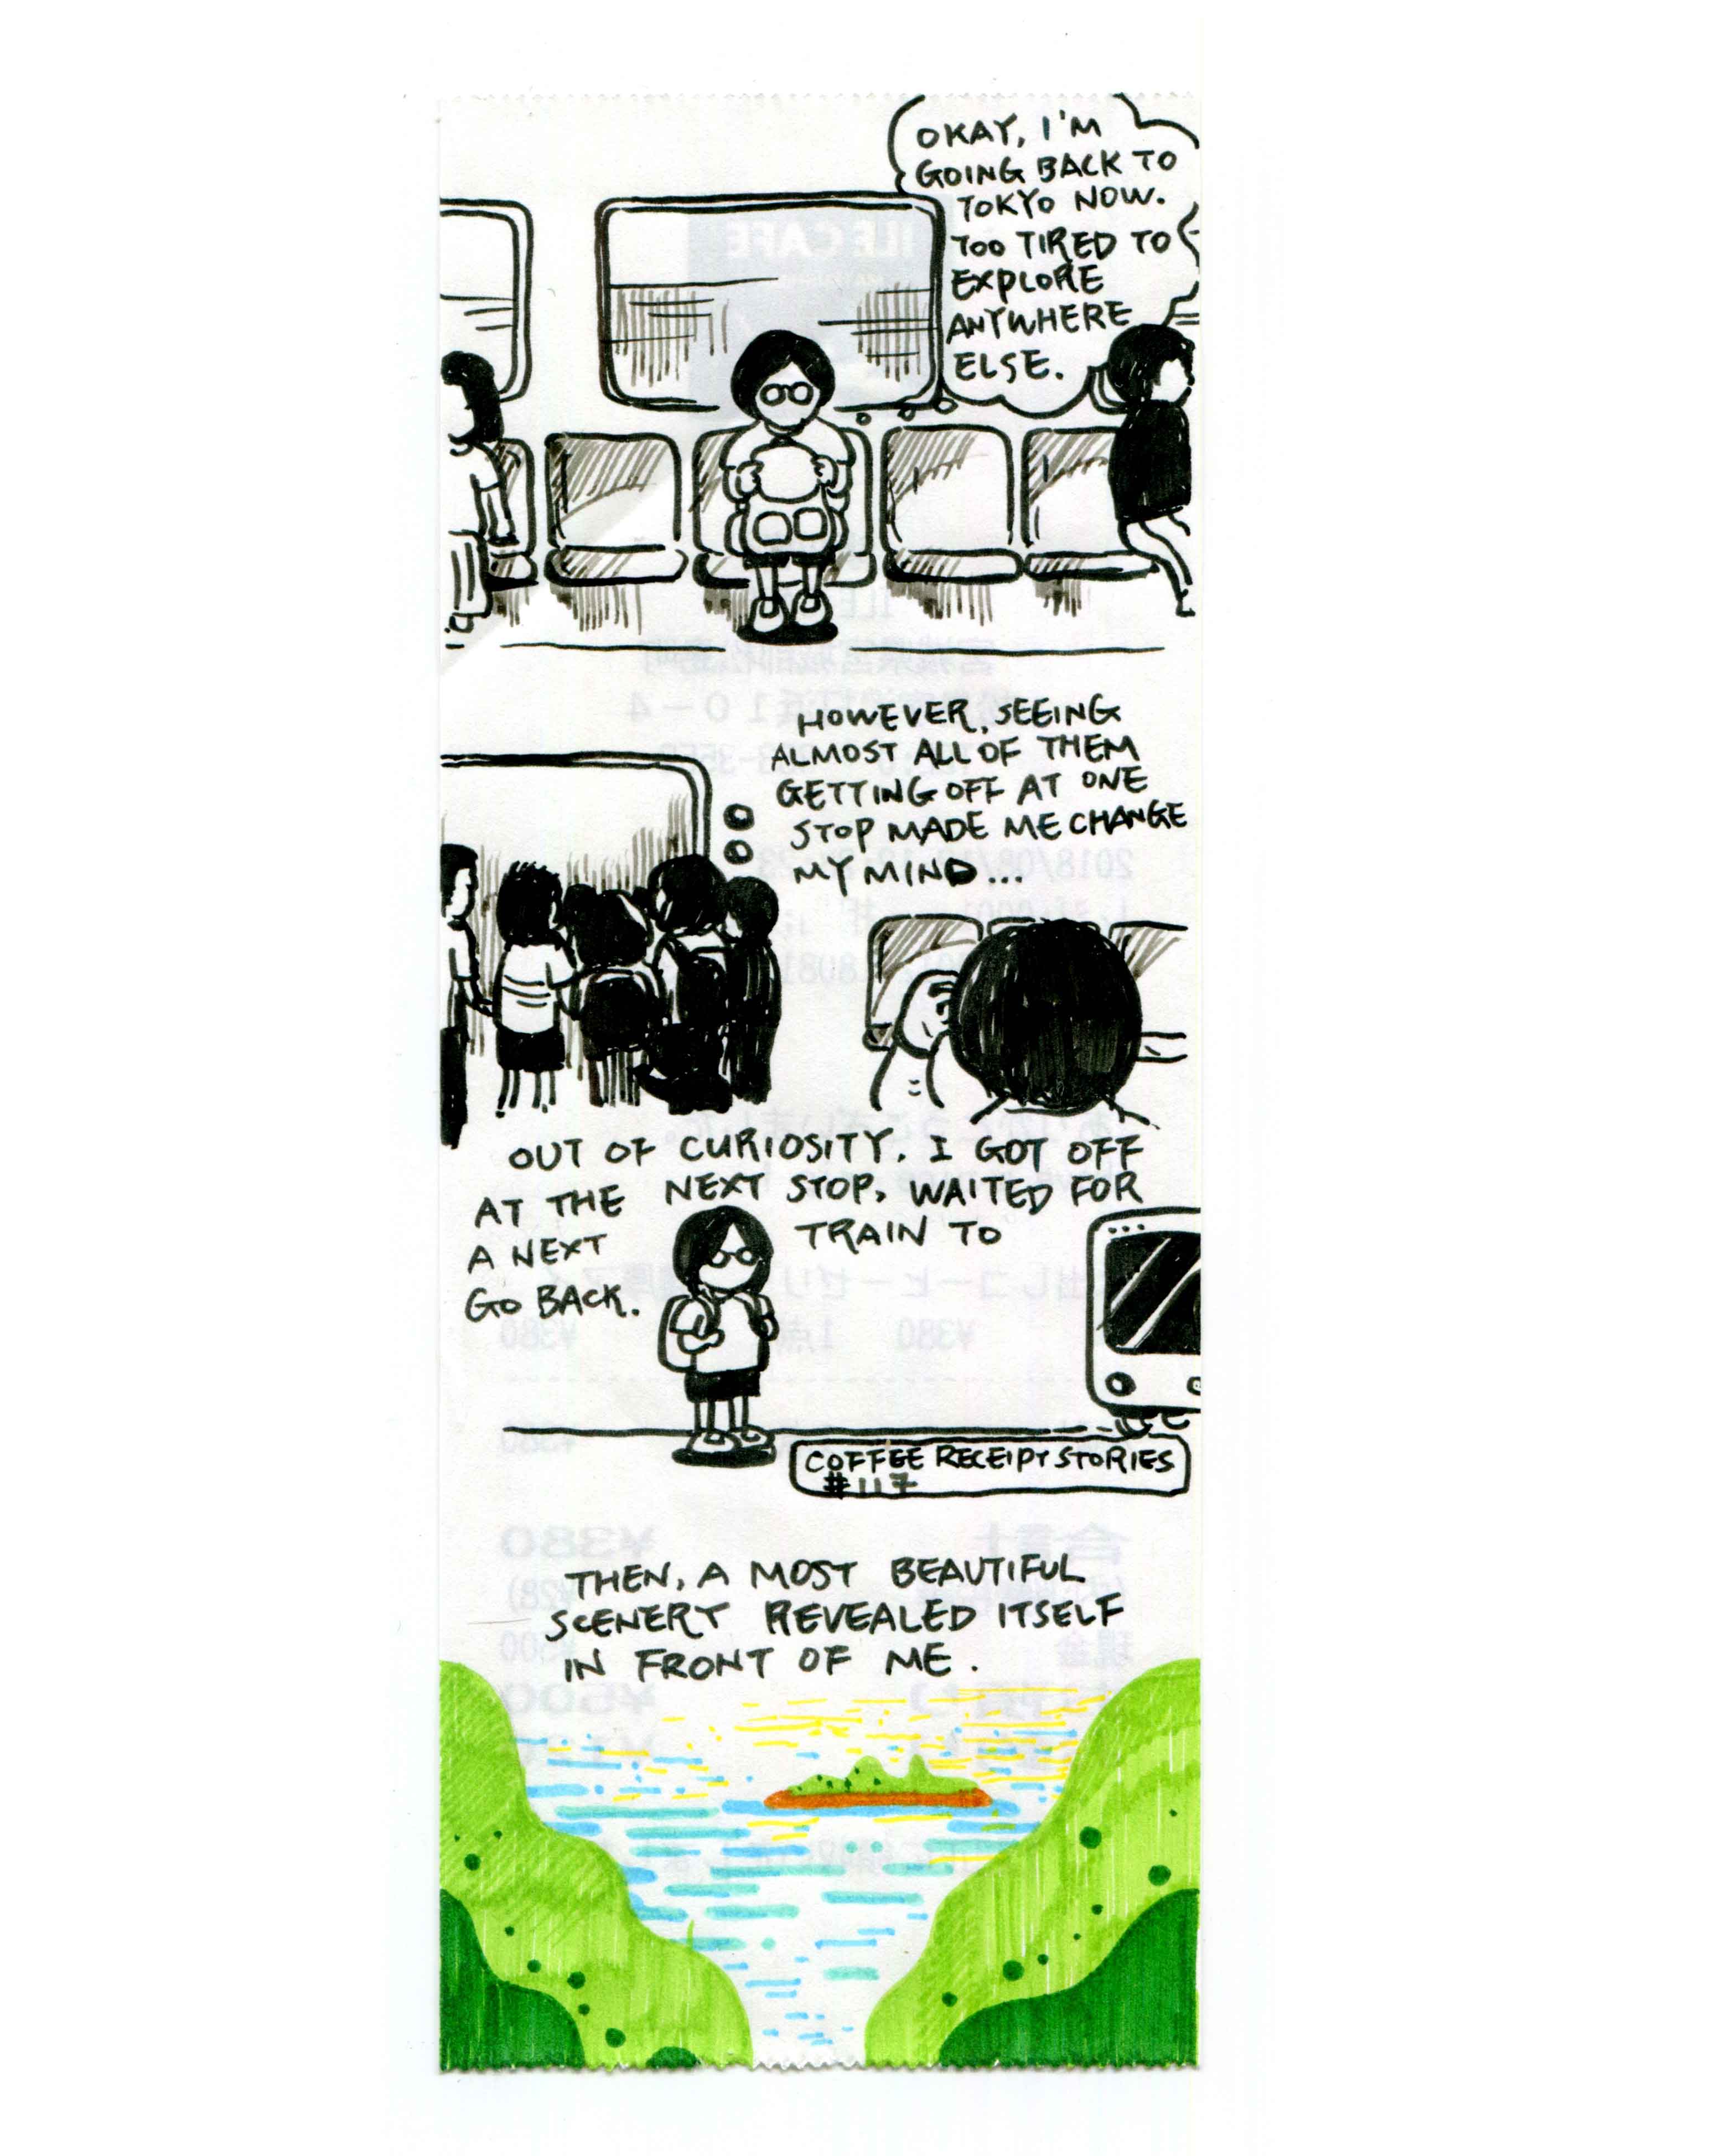 OKAY, I'M
GOING BACK TO
TOKYO NOW.
TOO TIRED TO
EXPLORE
ANYWHERE
ELSE.
HOWEVER, SEEING
ALMOST ALL OF THEM
GETTING OFF AT ONE
STOP MADE ME CHANGE
MY MIND...
OUT OF CURIOSITY. I GOT OFF
AT THE NEXT STOP, WAITED FOR
A NEXT TRAIN TO
GO BACK.
COFFEE RECEIPT STORIES
#117
THEN, A MOST BEAUTIFUL
SCENERY REVEALED ITSELF
IN FRONT OF ME.